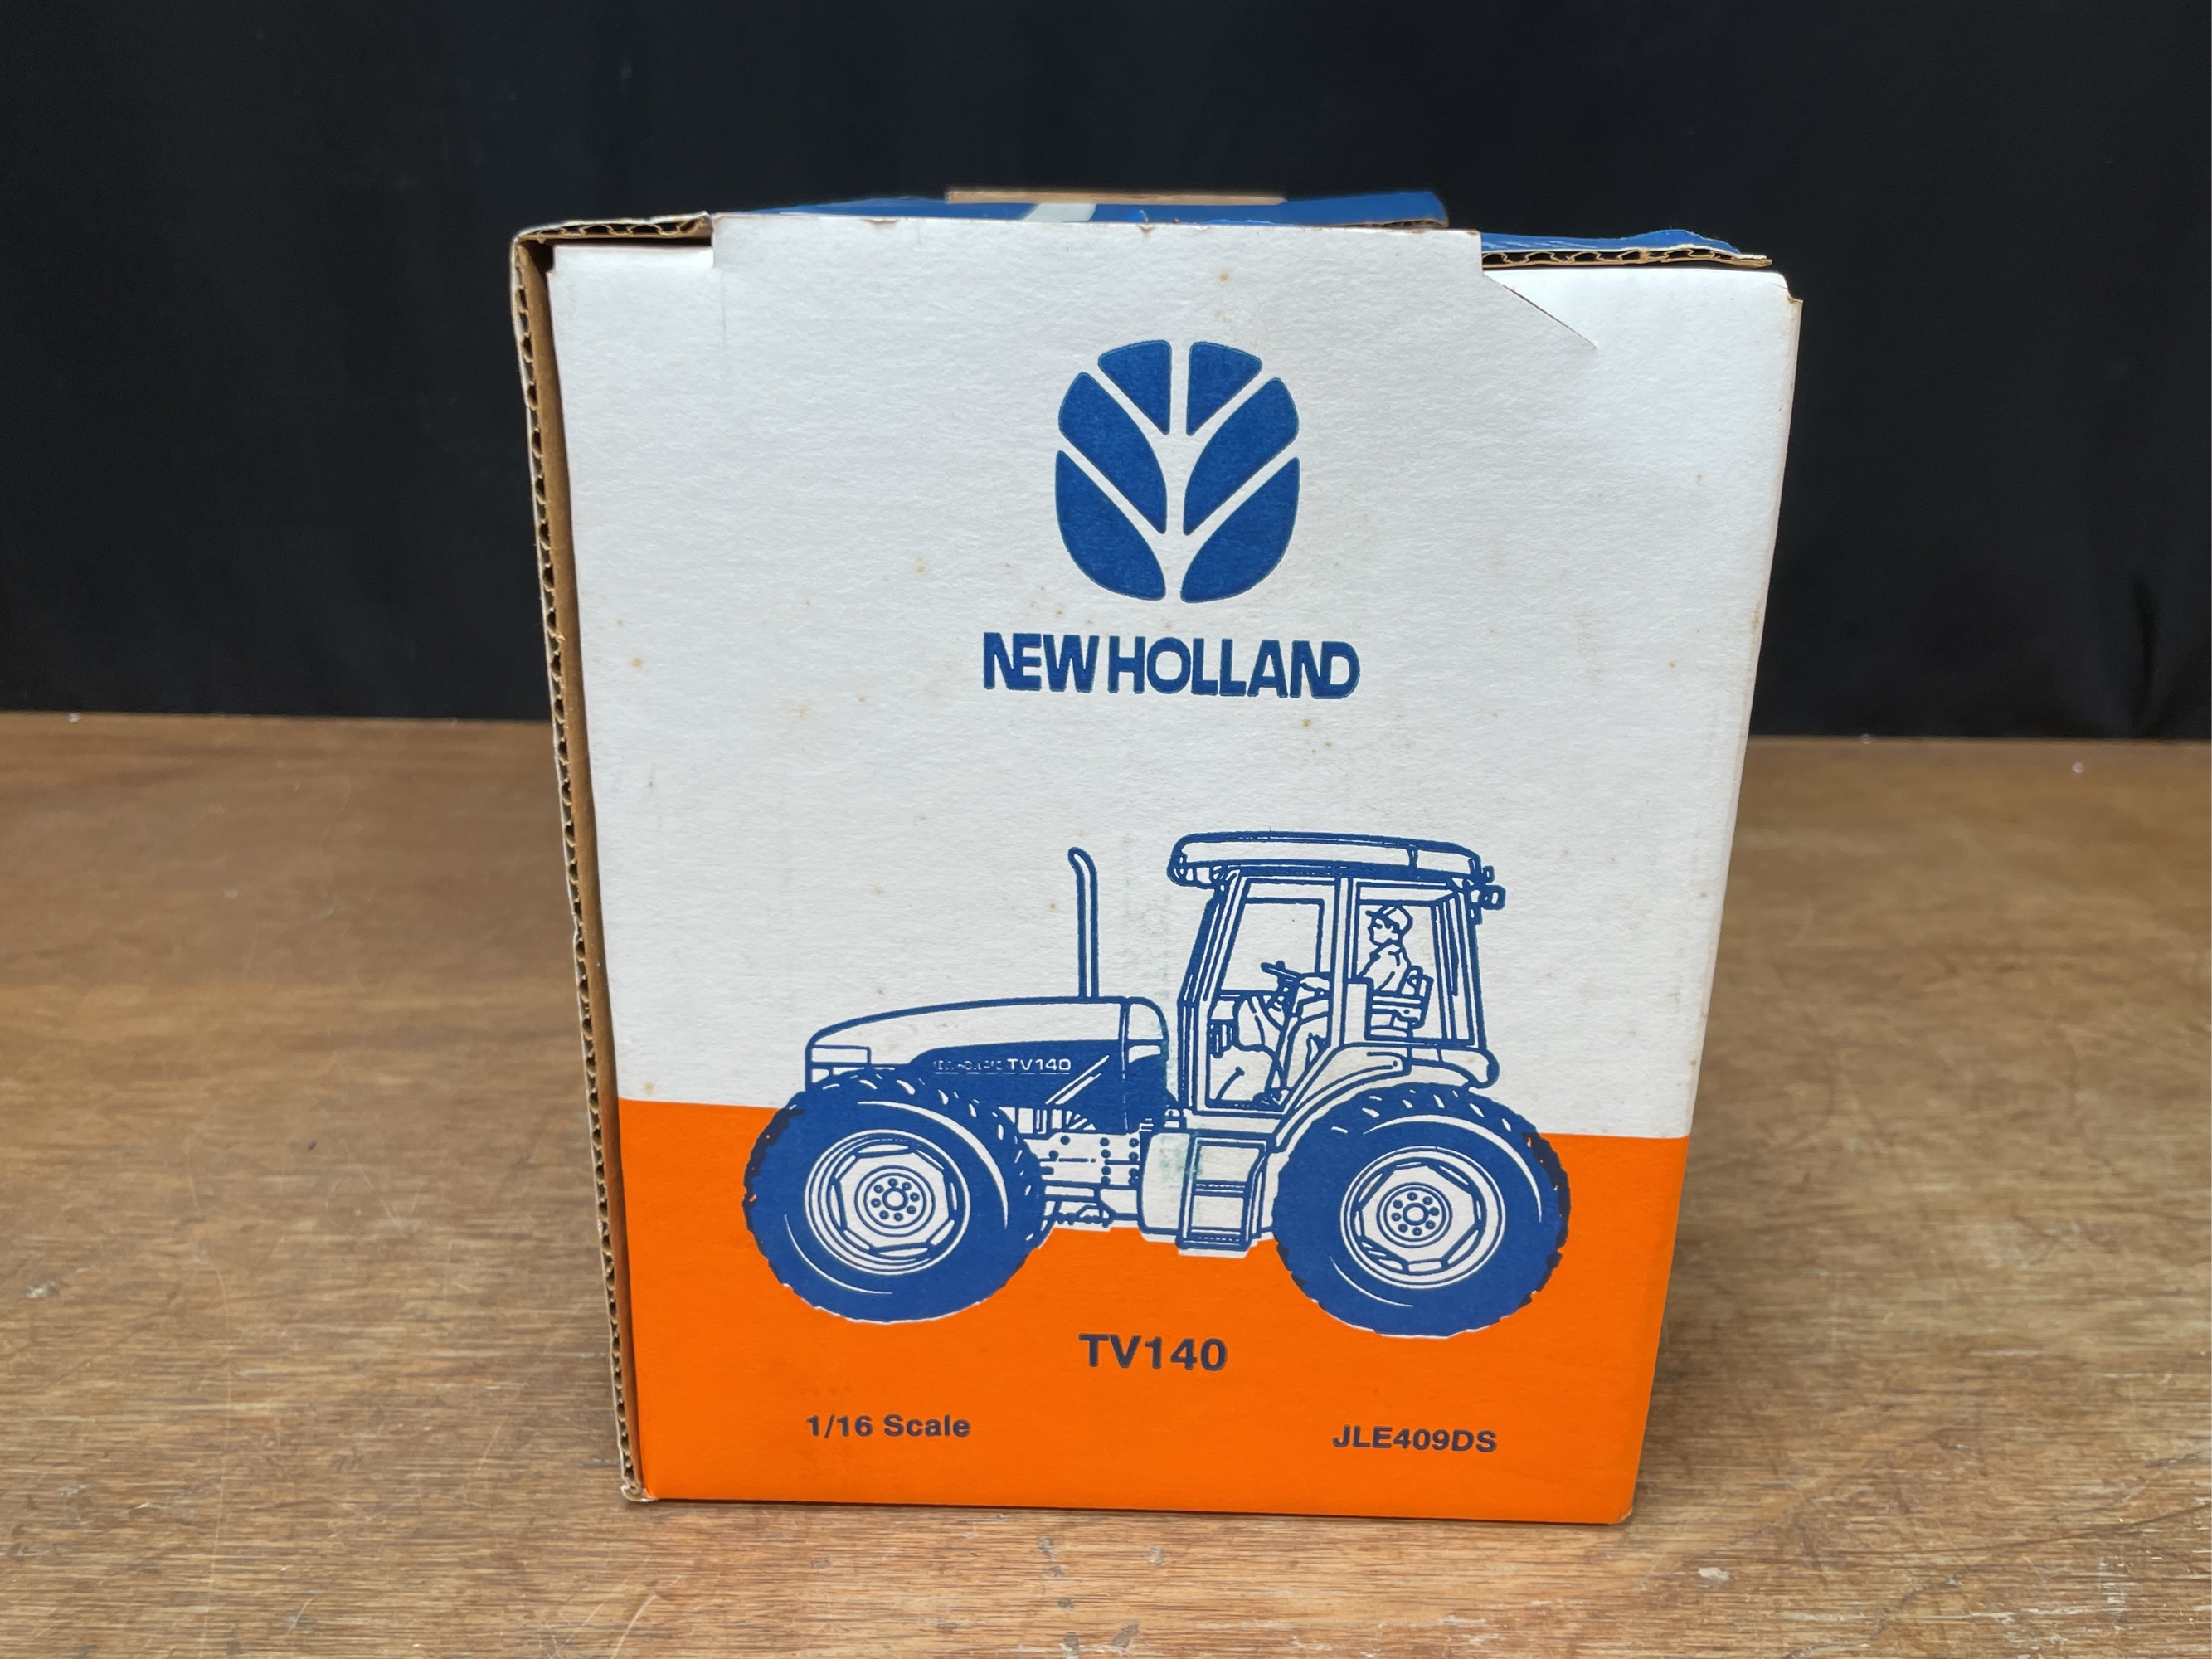 NEW HOLLAND
TV140
TV140
1/16 Scale
JLE409DS